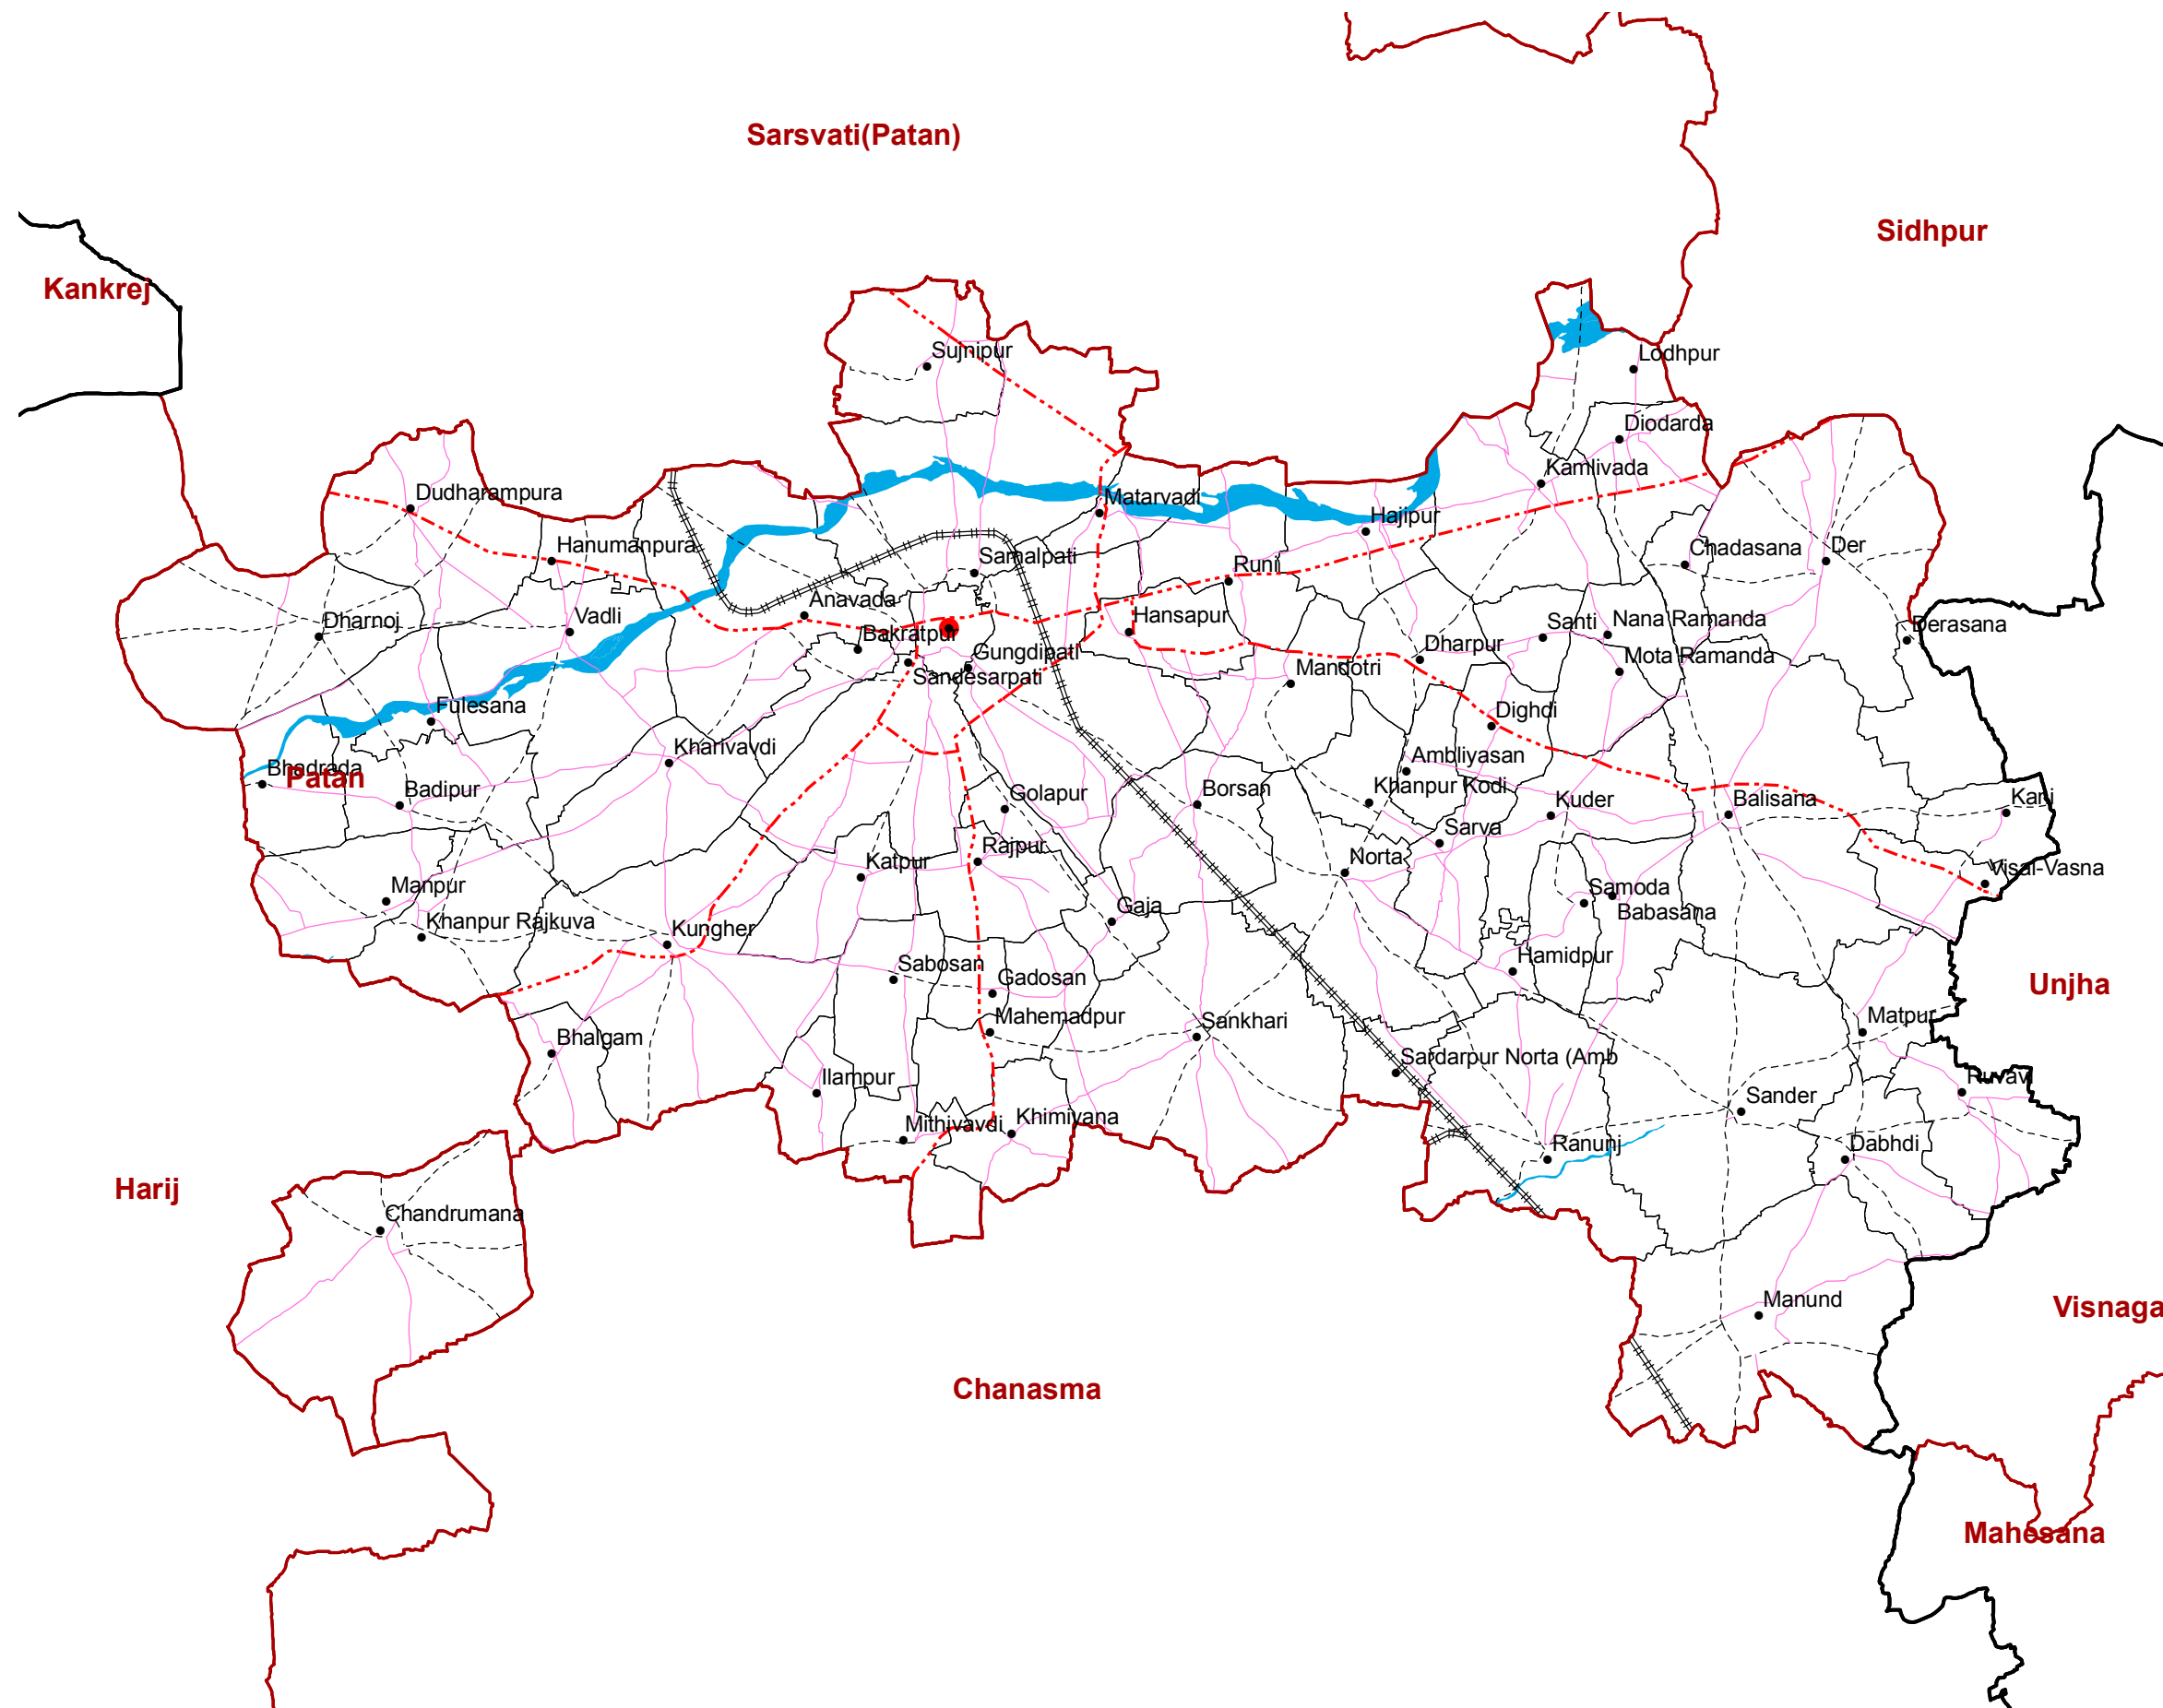 Sarsvati(Patan)
Sidhpur
Kankrej
Sujnipur
Lodhpur
Diodarda
Kamlivada
Dudharampura
Matarvadi
Hajipur
Hanumanpura
Samalpati
Runi
Chadasana
Der
Anavada
Dharnoj
Vadli
Bakratpur
Hansapur
Santi
Nana Ramanda
Derasana
Gungdipati
Sandesarpati
Mandotri
Dharpur
Mota Ramanda
Fulesana
Dighdi
Kharivavdi
Ambliyasan
Bhadrada
Patan
Badipur
Golapur
Borsan
Khanpur Kodi
Kuder
Balisana
Kanj
Sarva
Katpur
Rajpur
Norta
Visal-Vasna
Manpur
Samoda
Babasana
Khanpur Rajkuva
Kungher
Gaja
Sabosan
Gadosan
Hamidpur
Unjha
Bhalgam
Mahemadpur
Sankhari
Matpur
Sardarpur Norta (Amb
Ilampur
Ruvavi
Sander
Mithivavdi
Khimiyana
Ranunj
Dabhdi
Harij
Chandrumana
Manund
Visnaga
Chanasma
Mahesana